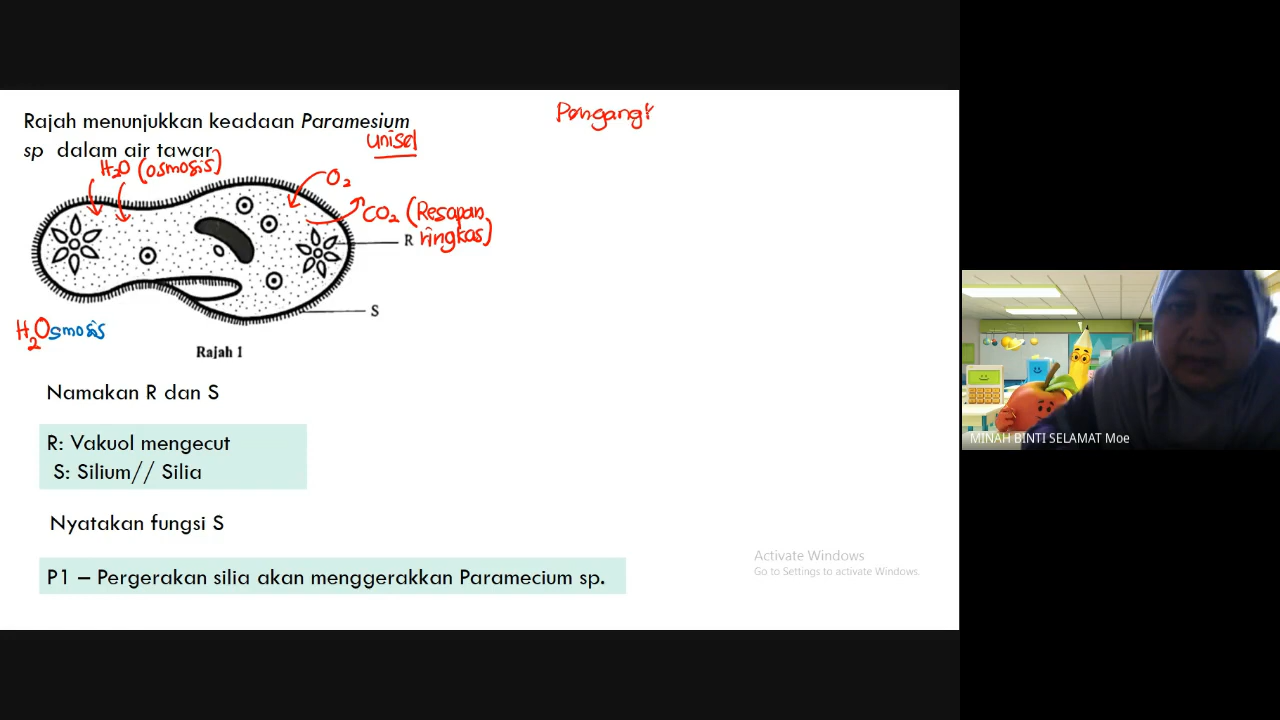 Rajah menunjukkan keadaan Paramesium
sp dalam air tawar
unisel
Pengang
H₂O (osmosis)
O₂
CO₂ (Resapan
ringkas)
R
S
H₂Osmosis
Rajah 1
Namakan R dan S
R: Vakuol mengecut
S: Silium// Silia
Nyatakan fungsi S
P1 – Pergerakan silia akan menggerakkan Paramecium sp.
MINAH BINTI SELAMAT Moe
Activate Windows
Go to Settings to activate Windows.